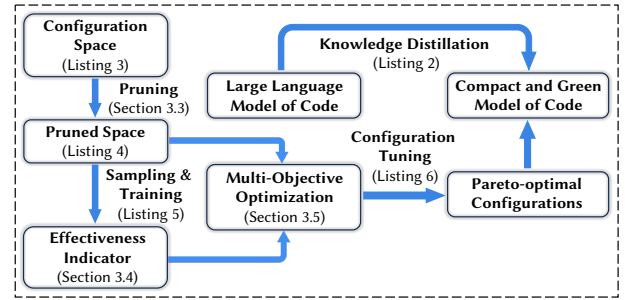 Configuration
Space
(Listing 3)
Pruning
(Section 3.3)
Pruned Space
(Listing 4)
Sampling &
Training
(Listing 5)
Effectiveness
Indicator
(Section 3.4)
Knowledge Distillation
(Listing 2)
Large Language
Model of Code
Compact and Green
Model of Code
Multi-Objective
Optimization
(Section 3.5)
Configuration
Tuning
(Listing 6)
Pareto-optimal
Configurations